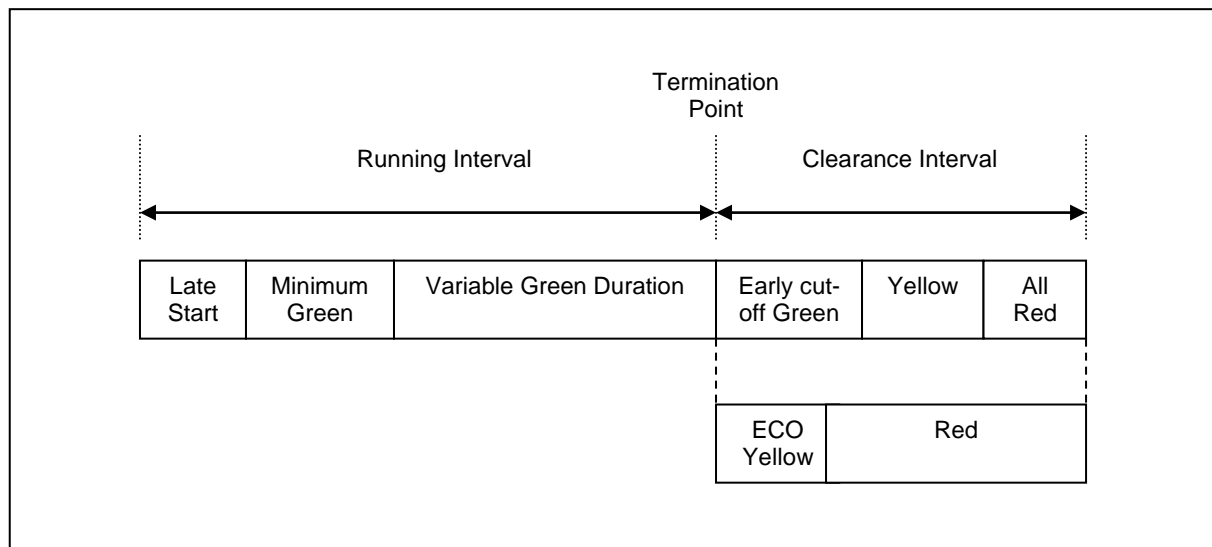 Termination
Point
Running Interval
Clearance Interval
Late
Start
Minimum
Green
Variable Green Duration
Early cut-
off Green
Yellow
All
Red
ECO
Yellow
Red